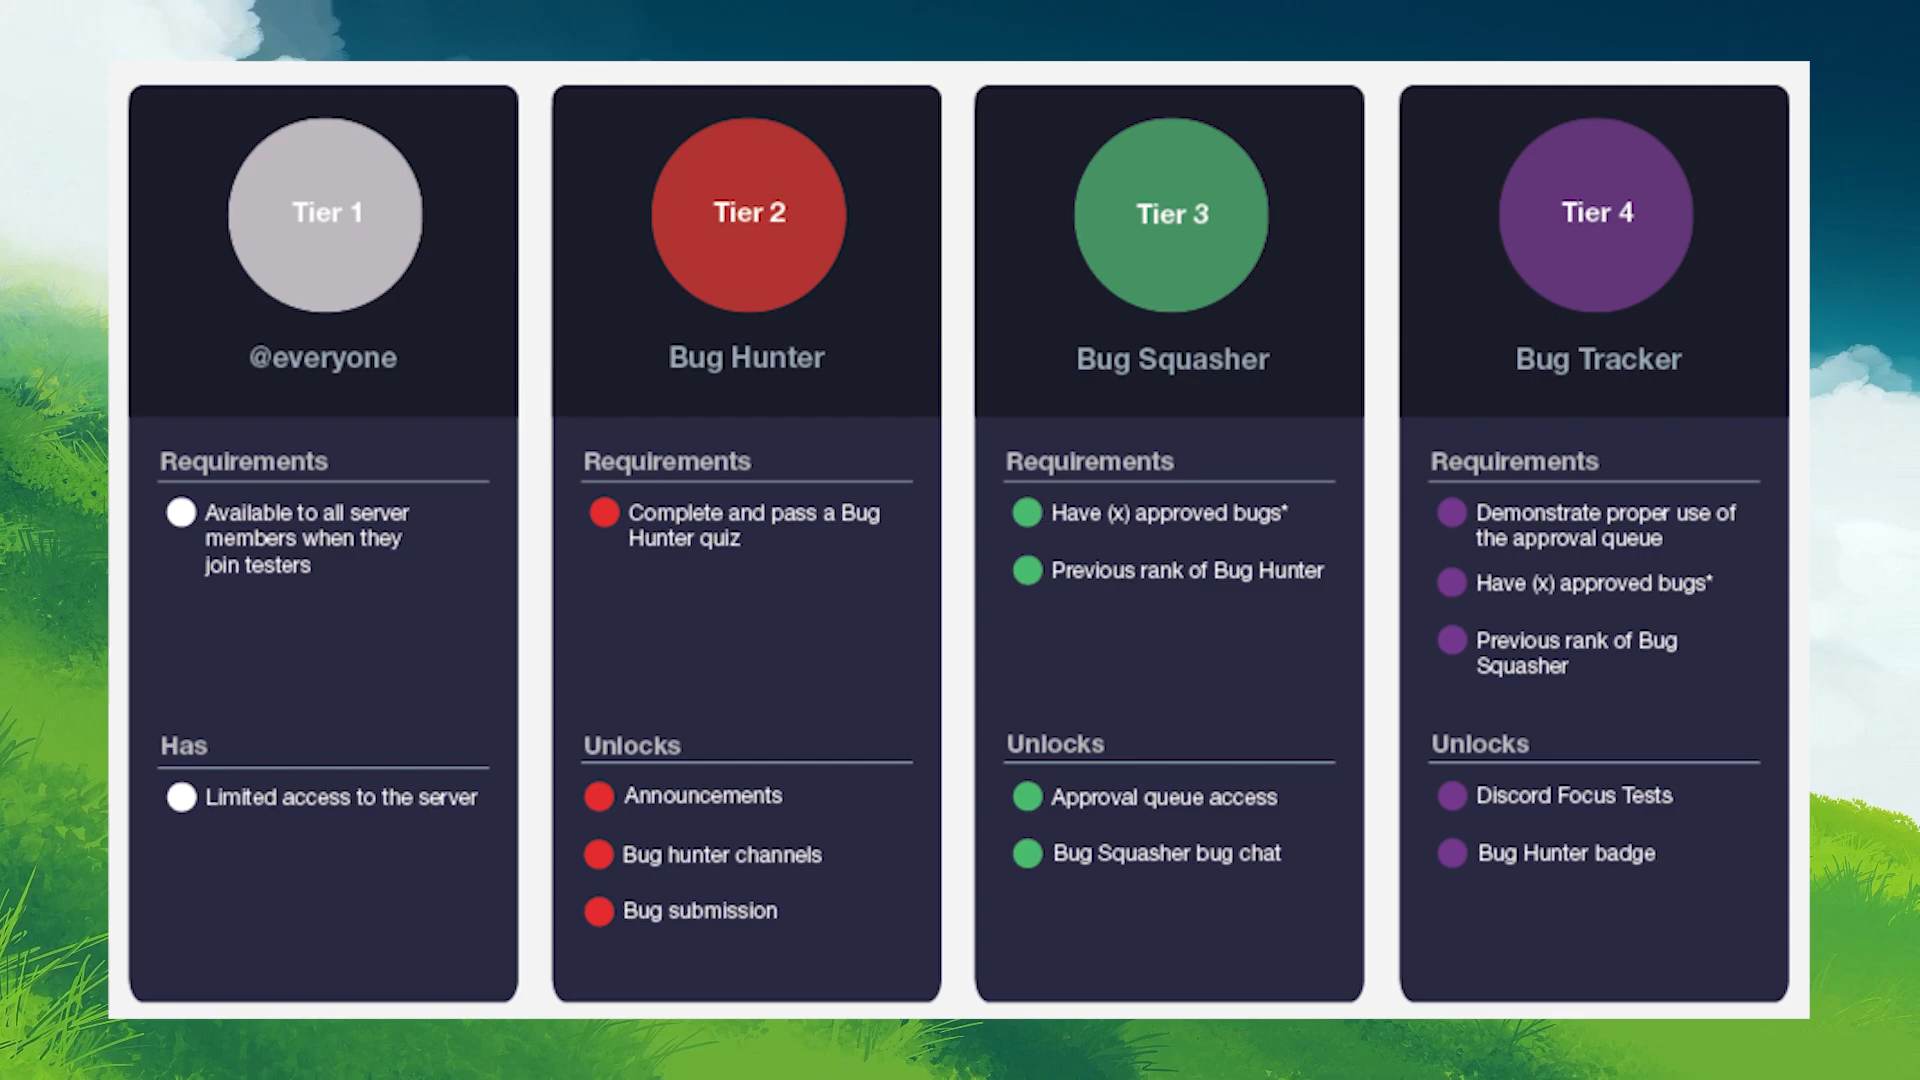 Tier 1
@everyone
Requirements
Available to all server
members when they
join testers
Has
Limited access to the server
Tier 2
Bug Hunter
Requirements
Complete and pass a Bug
Hunter quiz
Unlocks
Announcements
Bug hunter channels
Bug submission
Tier 3
Bug Squasher
Requirements
Have (x) approved bugs*
Previous rank of Bug Hunter
Unlocks
Approval queue access
Bug Squasher bug chat
Tier 4
Bug Tracker
Requirements
Demonstrate proper use of
the approval queue
Have (x) approved bugs*
Previous rank of Bug
Squasher
Unlocks
Discord Focus Tests
Bug Hunter badge